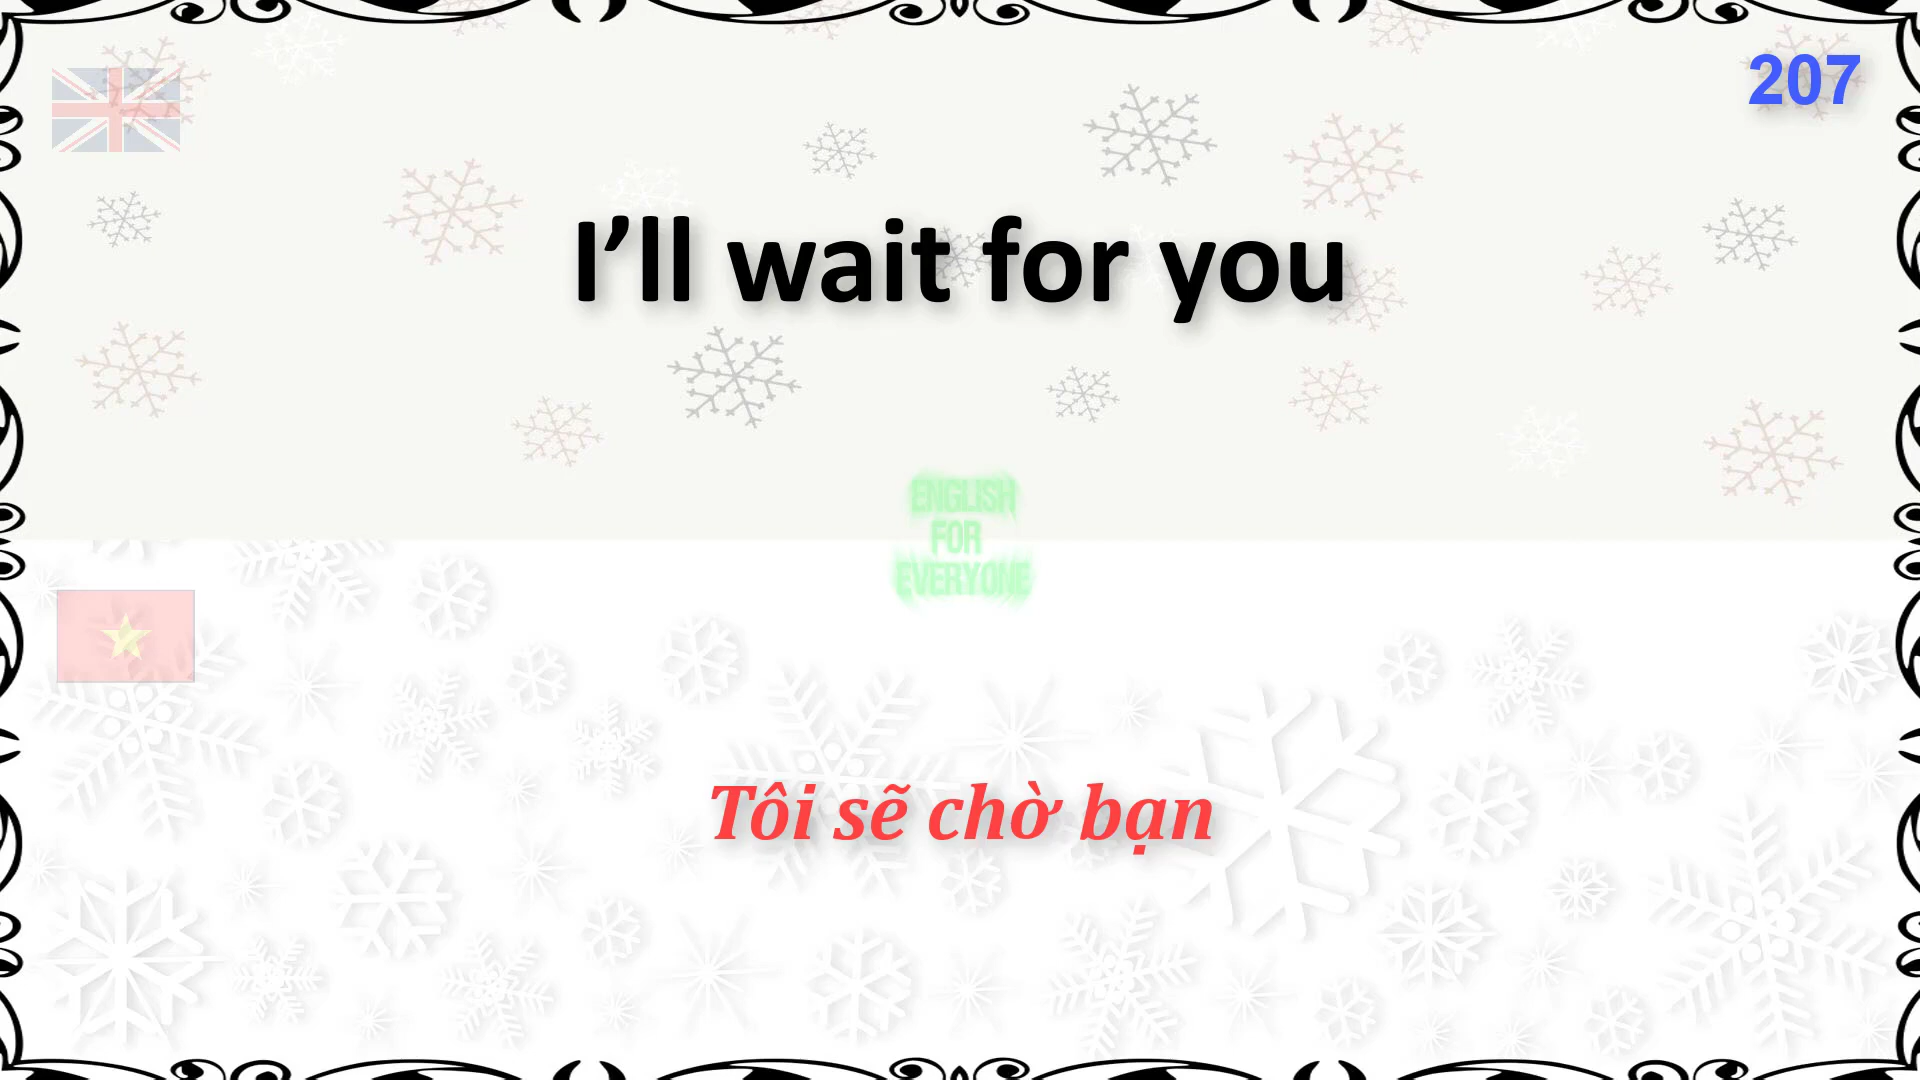 207
I’ll wait for you
ENGLISH
FOR
EVERYONE
Tôi sẽ chờ bạn